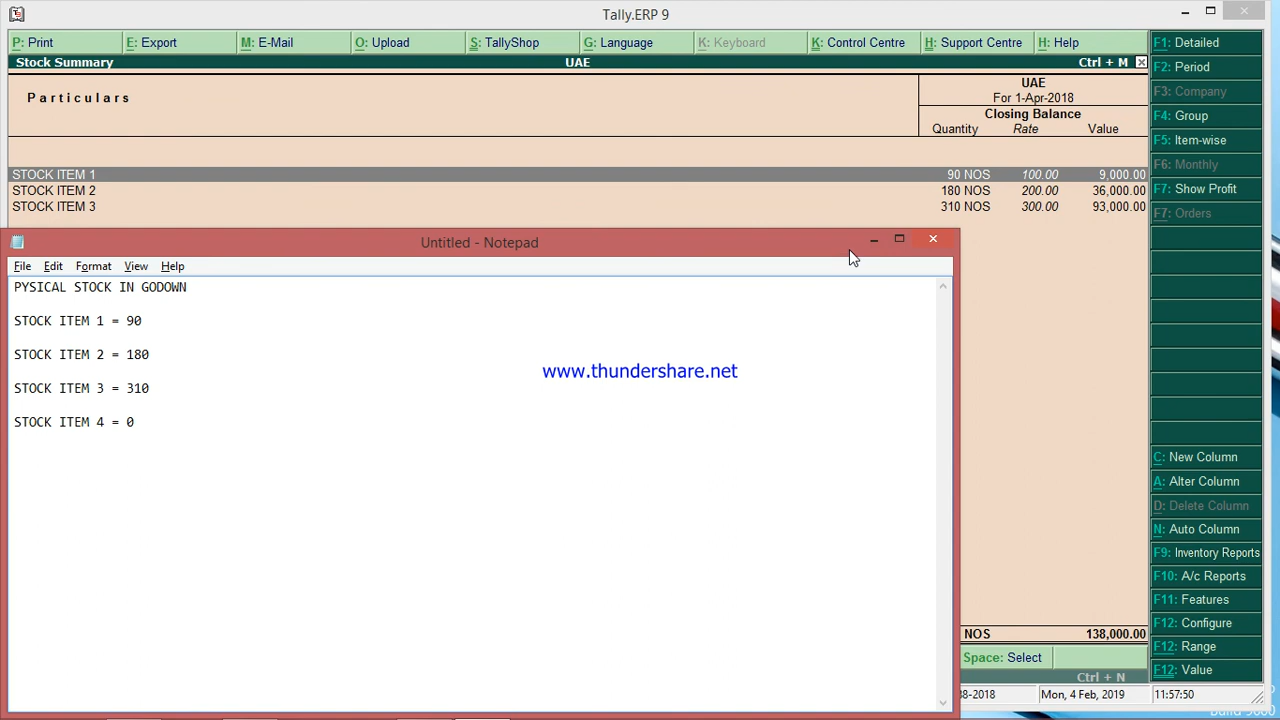 Tally.ERP 9
P: Print E: Export M: E-Mail O: Upload S: TallyShop G: Language K: Keyboard K: Control Centre H: Support Centre H: Help
Stock Summary UAE Ctrl + M
Particulars
UAE
For 1-Apr-2018
Closing Balance
Quantity Rate Value
STOCK ITEM 1 90 NOS 100.00 9,000.00
STOCK ITEM 2 180 NOS 200.00 36,000.00
STOCK ITEM 3 310 NOS 300.00 93,000.00
Untitled - Notepad
File Edit Format View Help
PYSICAL STOCK IN GODOWN
STOCK ITEM 1 = 90
STOCK ITEM 2 = 180
STOCK ITEM 3 = 310
STOCK ITEM 4 = 0
www.thundershare.net
NOS 138,000.00
Space: Select
Ctrl + N
-2018 Mon, 4 Feb, 2019 11:57:50
F1: Detailed
F2: Period
F3: Company
F4: Group
F5: Item-wise
F6: Monthly
F7: Show Profit
F7: Orders
C: New Column
A: Alter Column
D: Delete Column
N: Auto Column
F9: Inventory Reports
F10: A/c Reports
F11: Features
F12: Configure
F12: Range
F12: Value